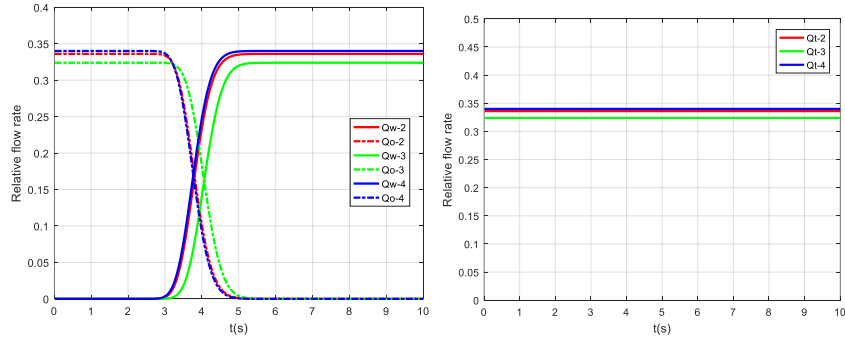 Relative flow rate
0.4
0.35
0.3
0.25
0.2
0.15
0.1
0.05
0
0 1 2 3 4 5 6 7 8 9 10
t(s)
Qw-2
Qo-2
Qw-3
Qo-3
Qw-4
Qo-4
Relative flow rate
0.5
0.45
0.4
0.35
0.3
0.25
0.2
0.15
0.1
0.05
0
0 1 2 3 4 5 6 7 8 9 10
t(s)
Qt-2
Qt-3
Qt-4